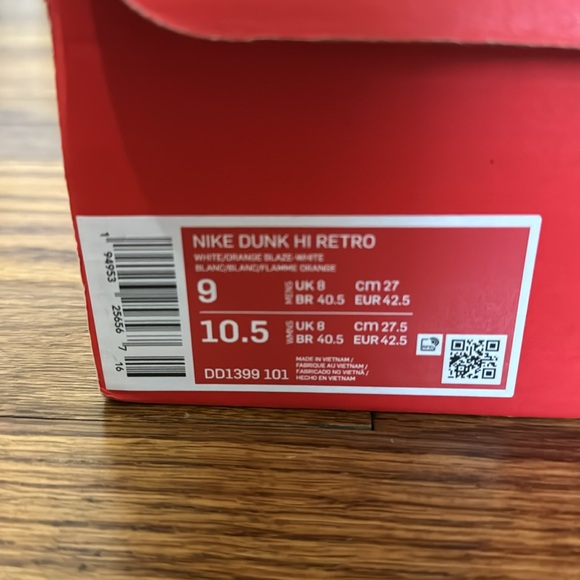 NIKE DUNK HI RETRO
WHITE/ORANGE BLAZE-WHITE
BLANC/BLANC/FLAMME ORANGE
9 MENS UK 8 CM 27
BR 40.5 EUR 42.5
10.5 WMNS UK 8 CM 27.5
BR 40.5 EUR 42.5
DD1399 101
MADE IN VIETNAM /
FABRIQUE AU VIETNAM /
FABRICADO NO VIETNÃ /
HECHO EN VIETNAM
1 94953 25656 7 16